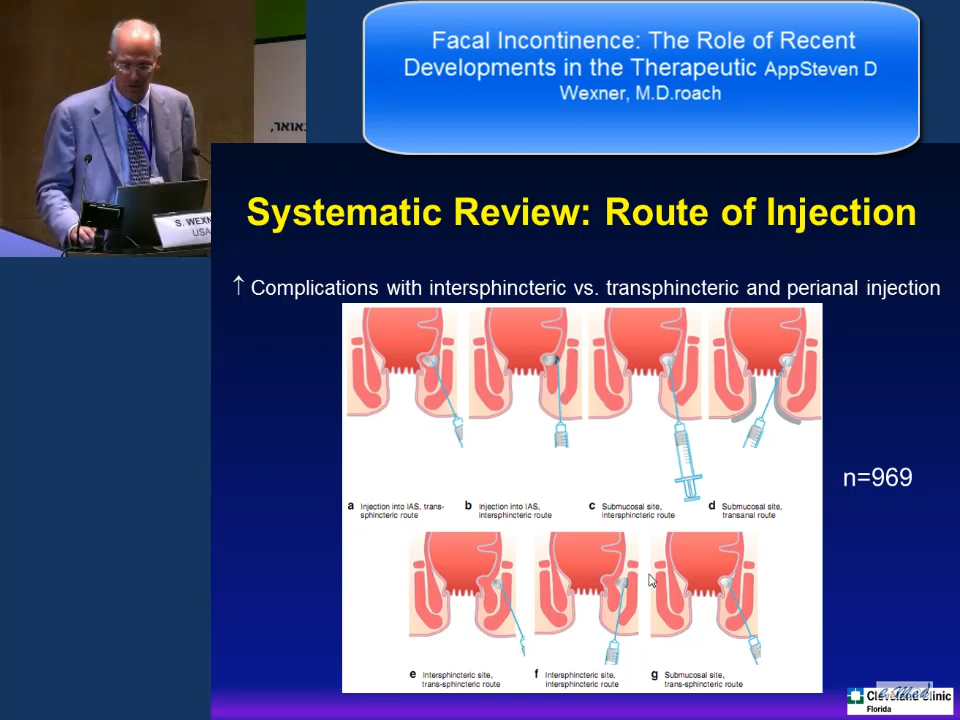 Facal Incontinence: The Role of Recent
Developments in the Therapeutic AppSteven D
Wexner, M.D.roach
באואר,
S. WEXN
USA
Systematic Review: Route of Injection
↑ Complications with intersphincteric vs. transphincteric and perianal injection
n=969
a Injection into IAS, trans-
sphincteric route
b Injection into IAS,
intersphincteric route
c Submucosal site,
intersphincteric route
d Submucosal site,
transanal route
e Intersphincteric site,
trans-sphincteric route
f Intersphincteric site,
intersphincteric route
g Submucosal site,
trans-sphincteric route
e-Med
Cleveland Clinic
Florida